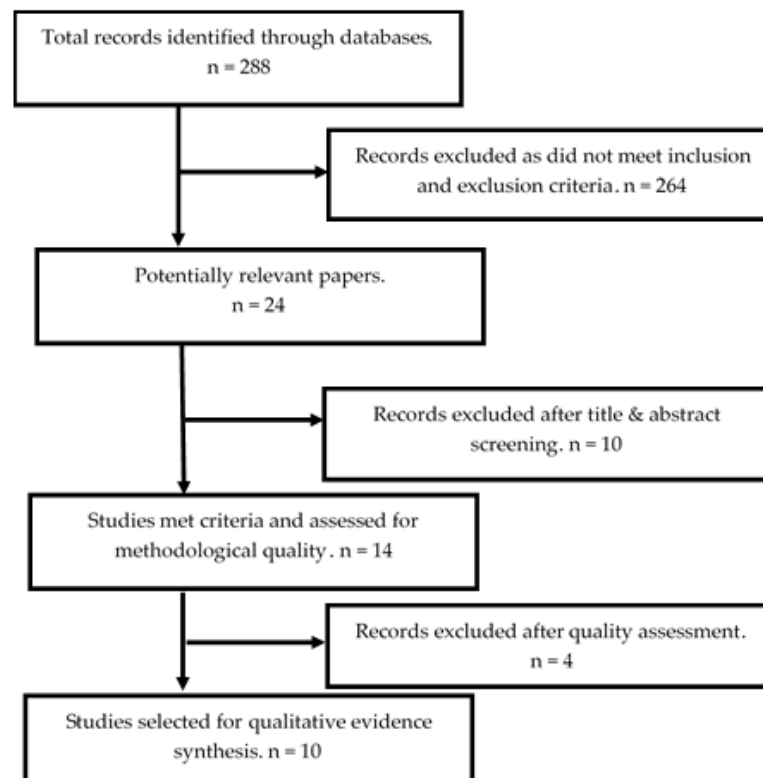 Total records identified through databases.
n = 288
Records excluded as did not meet inclusion
and exclusion criteria. n = 264
Potentially relevant papers.
n = 24
Records excluded after title & abstract
screening. n = 10
Studies met criteria and assessed for
methodological quality. n = 14
Records excluded after quality assessment.
n = 4
Studies selected for qualitative evidence
synthesis. n = 10